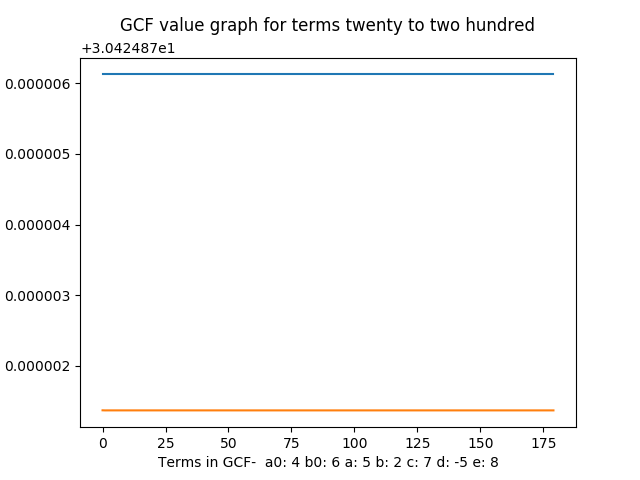 GCF value graph for terms twenty to two hundred
+3.042487e1
0.000006
0.000005
0.000004
0.000003
0.000002
0 25 50 75 100 125 150 175
Terms in GCF-  a0: 4 b0: 6 a: 5 b: 2 c: 7 d: -5 e: 8